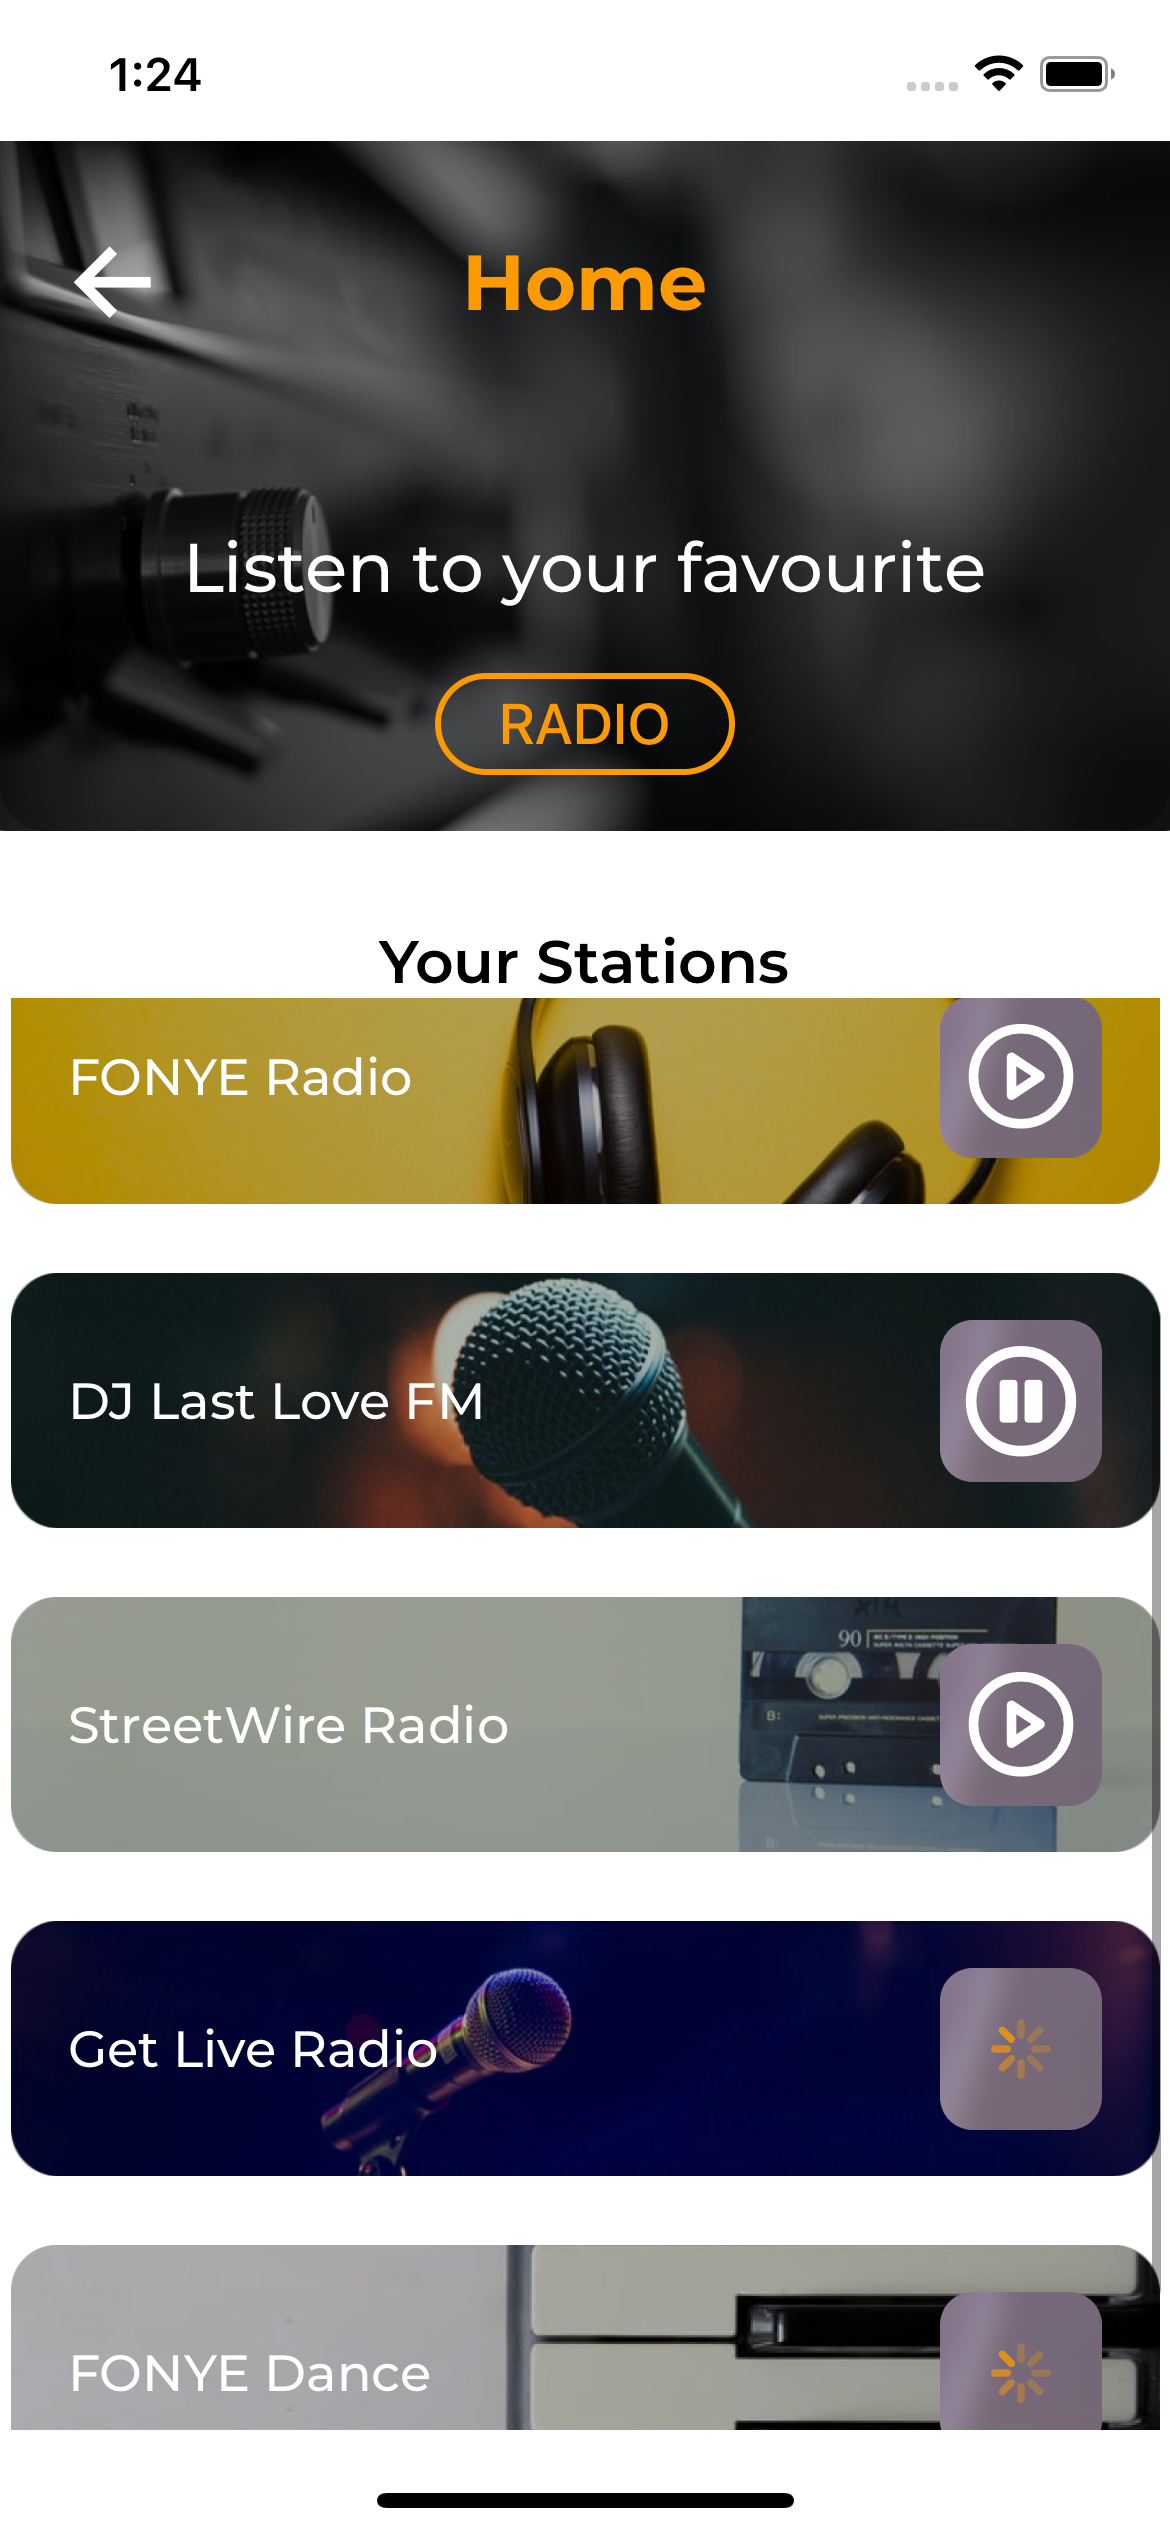 1:24
Home
Listen to your favourite
RADIO
Your Stations
FONYE Radio
DJ Last Love FM
90
StreetWire Radio
B:
Get Live Radio
FONYE Dance